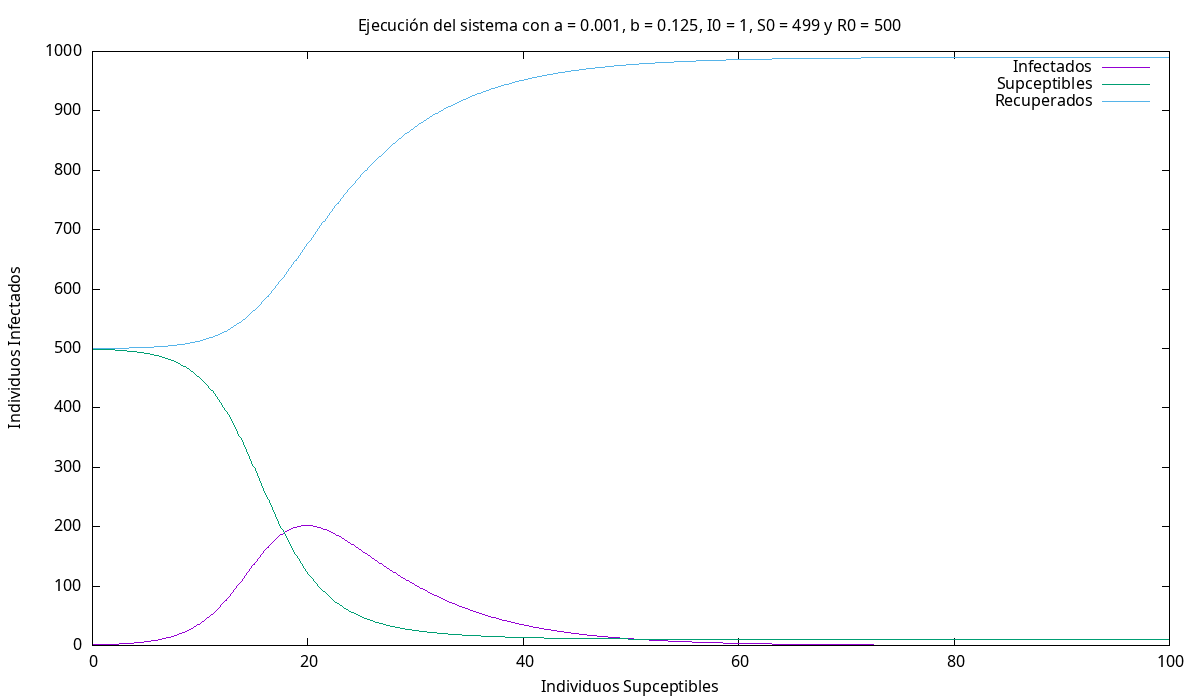 Ejecución del sistema con a = 0.001, b = 0.125, I0 = 1, S0 = 499 y R0 = 500
1000
900
800
700
600
500
400
300
200
100
0
Individuos Infectados
Infectados
Supceptibles
Recuperados
0 20 40 60 80 100
Individuos Supceptibles